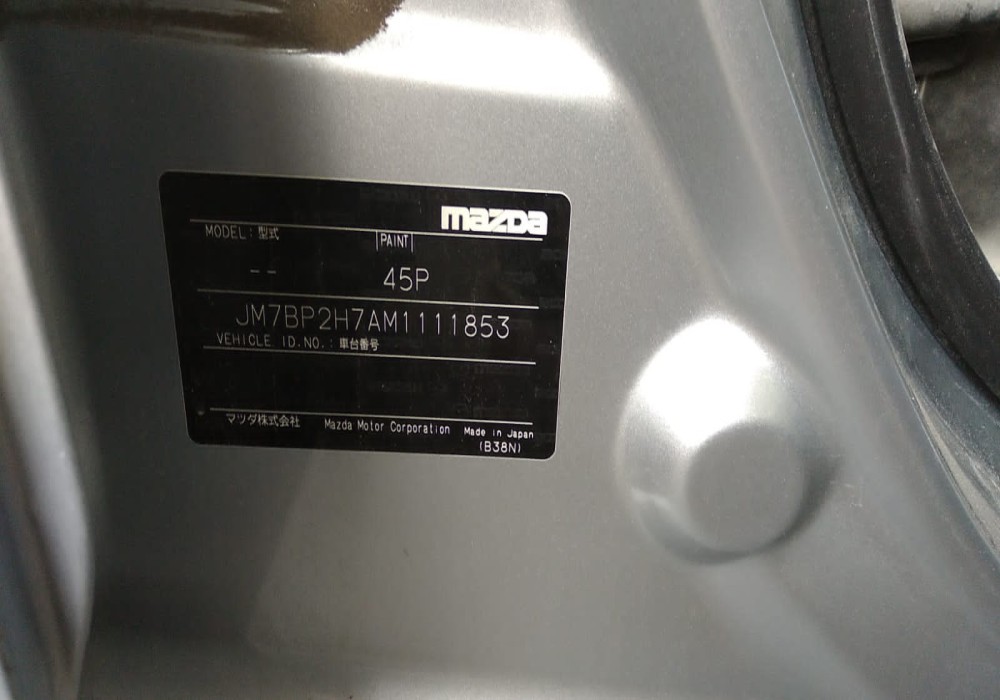 mazda
MODEL: 型式 PAINT
-- 45P
JM7BP2H7AM1111853
VEHICLE ID.NO.: 車台番号
マツダ株式会社 Mazda Motor Corporation Made in Japan
(B38N)